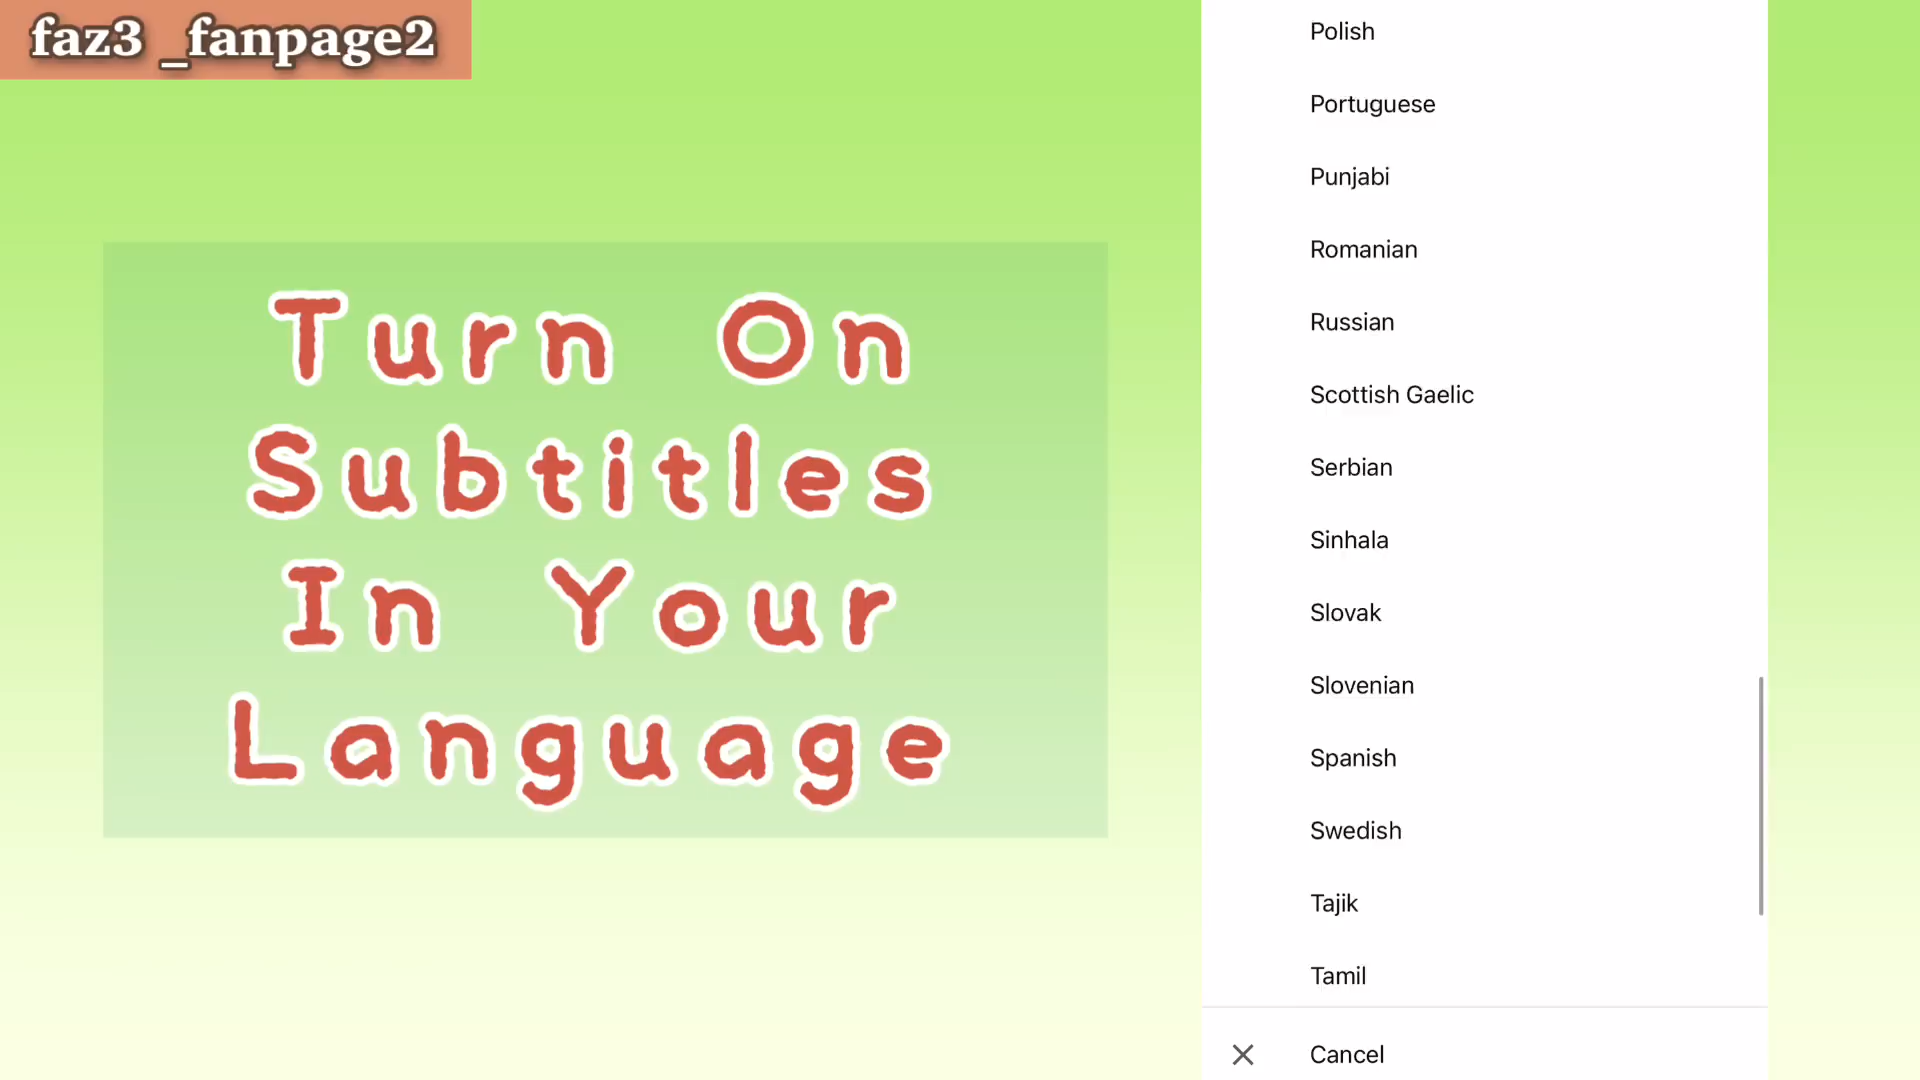 faz3 _fanpage2
Turn On
Subtitles
In Your
Language
Polish
Portuguese
Punjabi
Romanian
Russian
Scottish Gaelic
Serbian
Sinhala
Slovak
Slovenian
Spanish
Swedish
Tajik
Tamil
Cancel